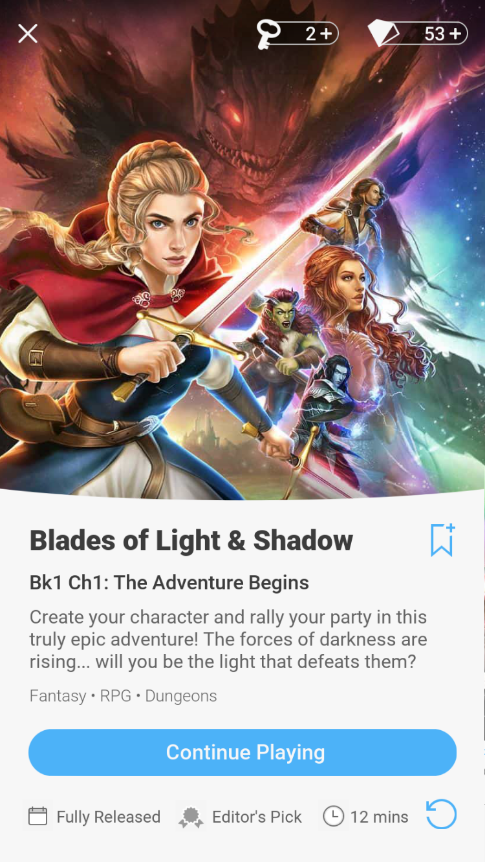 2+
53+
Blades of Light & Shadow
Bk1 Ch1: The Adventure Begins
Create your character and rally your party in this
truly epic adventure! The forces of darkness are
rising... will you be the light that defeats them?
Fantasy • RPG • Dungeons
Continue Playing
Fully Released Editor's Pick 12 mins